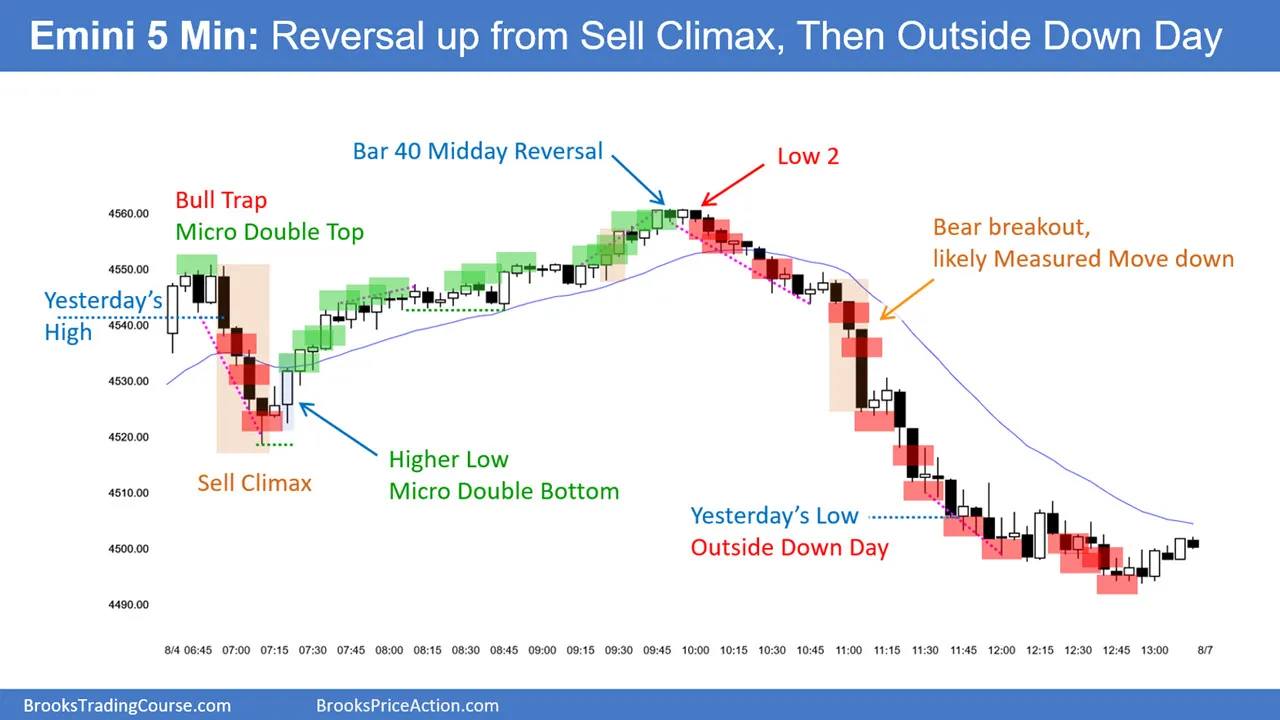 Emini 5 Min: Reversal up from Sell Climax, Then Outside Down Day
Bar 40 Midday Reversal
Low 2
Bull Trap
Micro Double Top
Bear breakout,
likely Measured Move down
Yesterday's
High
Sell Climax
Higher Low
Micro Double Bottom
Yesterday's Low
Outside Down Day
4560.00
4550.00
4540.00
4530.00
4520.00
4510.00
4500.00
4490.00
8/4 06:45 07:00 07:15 07:30 07:45 08:00 08:15 08:30 08:45 09:00 09:15 09:30 09:45 10:00 10:15 10:30 10:45 11:00 11:15 11:30 11:45 12:00 12:15 12:30 12:45 13:00 8/7
BrooksTradingCourse.com BrooksPriceAction.com